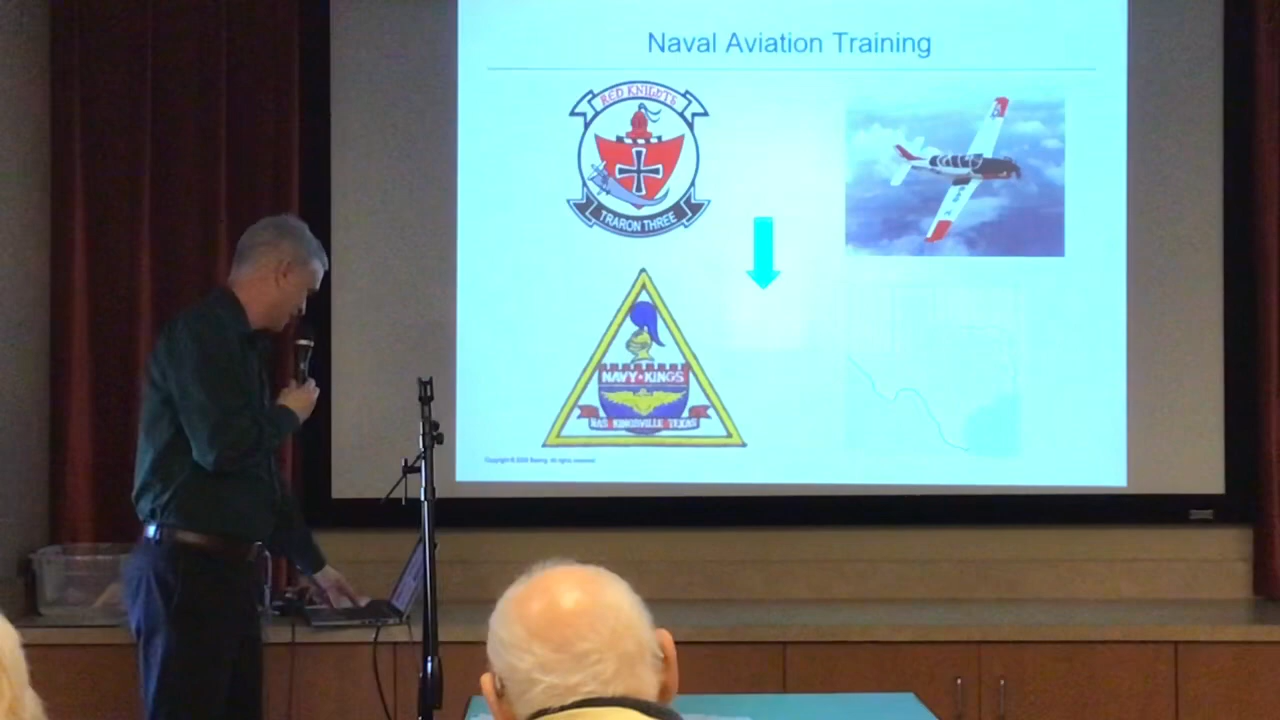 Naval Aviation Training
RED KNIGHTS
TRARON THREE
NAVY★KINGS
NAS KINGSVILLE TEXAS